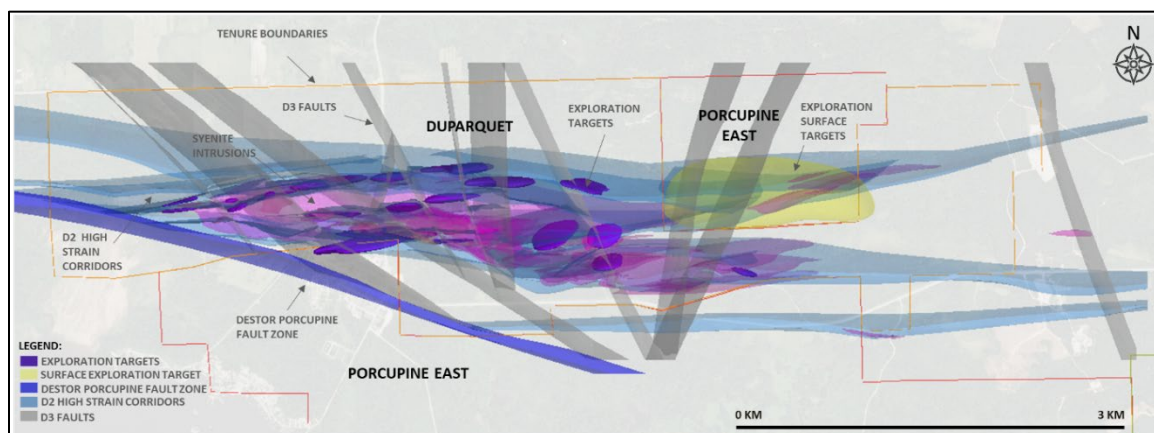 TENURE BOUNDARIES
N
D3 FAULTS
DUPARQUET
EXPLORATION
TARGETS
PORCUPINE
EAST
EXPLORATION
SURFACE
TARGETS
SYENITE
INTRUSIONS
D2 HIGH
STRAIN
CORRIDORS
DESTOR PORCUPINE
FAULT ZONE
PORCUPINE EAST
LEGEND:
EXPLORATION TARGETS
SURFACE EXPLORATION TARGET
DESTOR PORCUPINE FAULT ZONE
D2 HIGH STRAIN CORRIDORS
D3 FAULTS
0 KM
3 KM